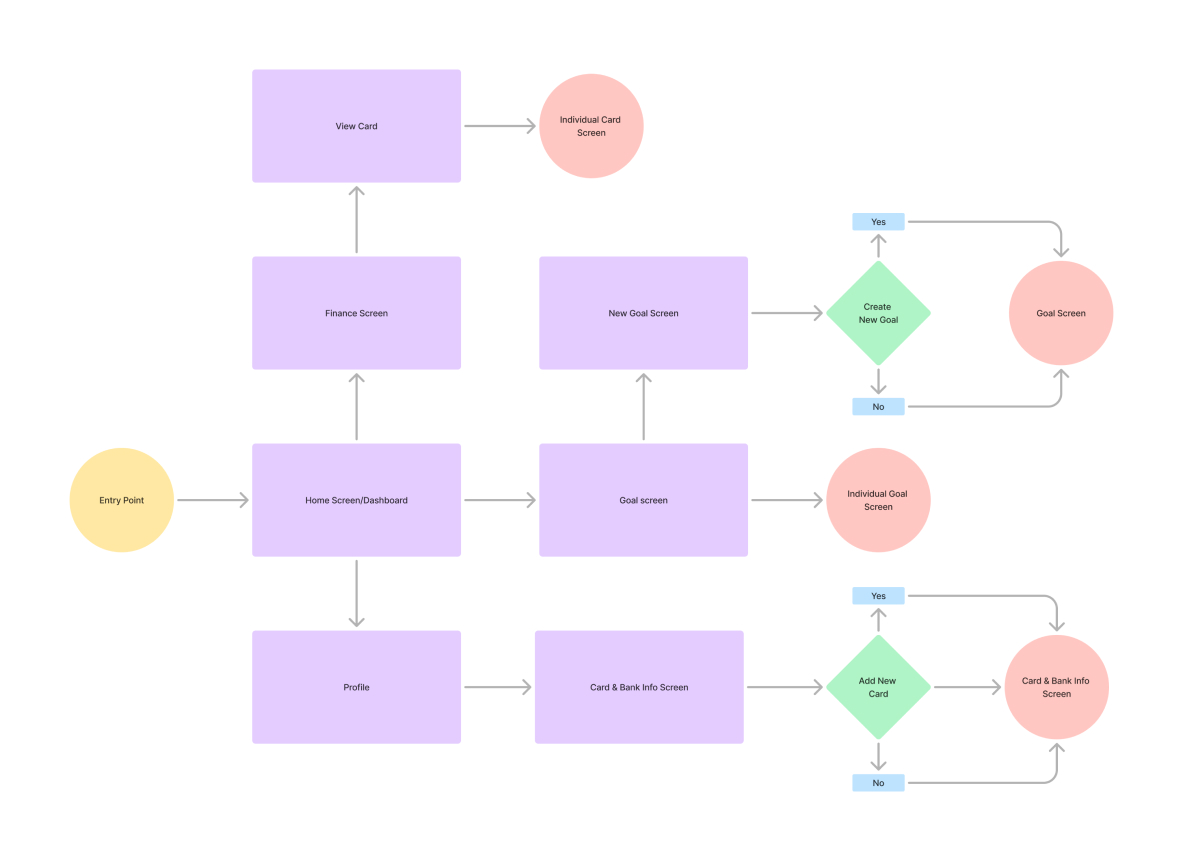 View Card
Individual Card
Screen
Yes
Finance Screen
New Goal Screen
Create
New Goal
Goal Screen
No
Entry Point
Home Screen/Dashboard
Goal screen
Individual Goal
Screen
Yes
Profile
Card & Bank Info Screen
Add New
Card
Card & Bank Info
Screen
No